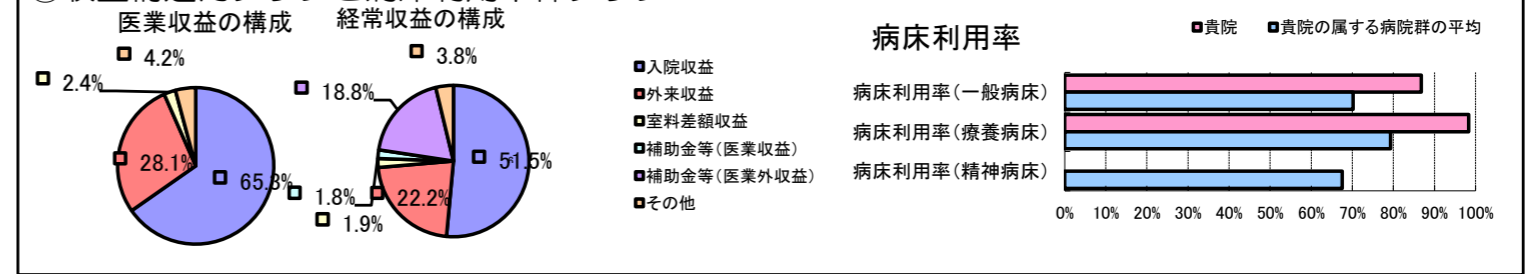 医業収益の構成
4.2%
2.4%
28.1%
65.3%
経常収益の構成
3.8%
18.8%
51.5%
1.8%
22.2%
1.9%
入院収益
外来収益
室料差額収益
補助金等(医業収益)
補助金等(医業外収益)
その他
病床利用率
貴院 貴院の属する病院群の平均
病床利用率(一般病床)
病床利用率(療養病床)
病床利用率(精神病床)
0% 10% 20% 30% 40% 50% 60% 70% 80% 90% 100%